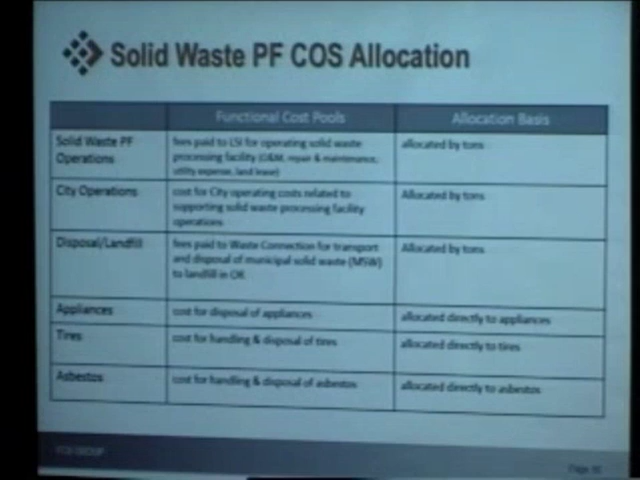 Solid Waste PF COS Allocation
Functional Cost Pools
Allocation Basis
Solid Waste PF
Operations
fees paid to LSI for operating solid waste
processing facility (O&M, repair & maintenance,
utility expense, land lease)
allocated by tons
City Operations
cost for City operating costs related to
supporting solid waste processing facility
operations
Allocated by tons
Disposal/Landfill
fees paid to Waste Connection for transport
and disposal of municipal solid waste (MSW)
to landfill in OR
Allocated by tons
Appliances
cost for disposal of appliances
allocated directly to appliances
Tires
cost for handling & disposal of tires
allocated directly to tires
Asbestos
cost for handling & disposal of asbestos
allocated directly to asbestos
FCS GROUP
Page